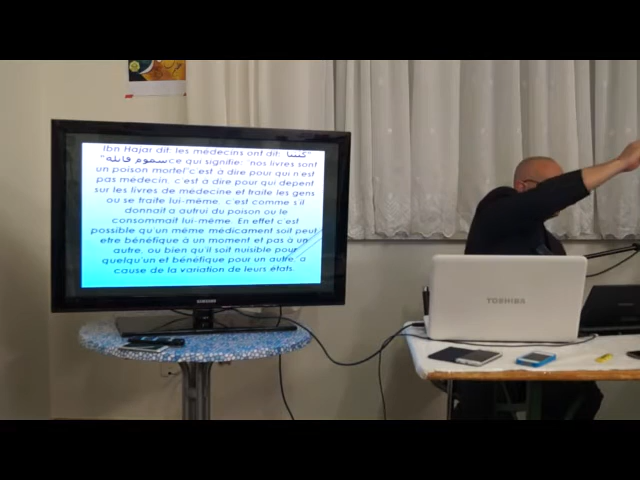 Ibn Hajar dit: les médecins ont dit: "كتبنا
سموم قاتلة" ce qui signifie: "nos livres sont
un poison mortel" c'est à dire pour qui n'est
pas médecin, c'est à dire pour qui dépent
sur les livres de médecine et traite les gens
ou se traite lui-même, c'est comme s'il
donnait a autrui du poison ou le
consommait lui-même. En effet c'est
possible qu'un même médicament soit peut
etre bénéfique à un moment et pas à un
autre, ou bien qu'il soit nuisible pour
quelqu'un et bénéfique pour un autre, a
cause de la variation de leurs états.
SAMSUNG
TOSHIBA